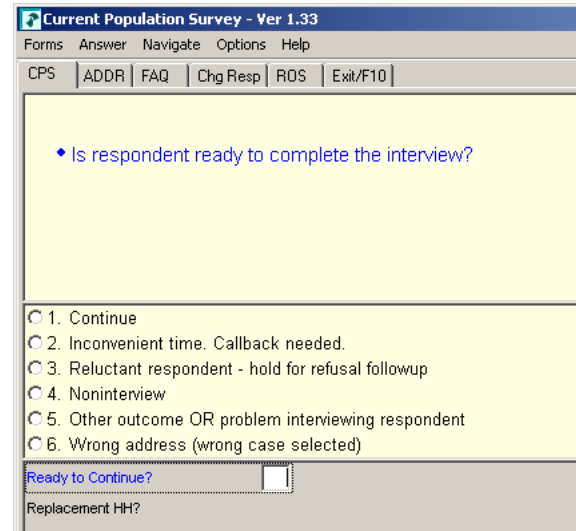 Current Population Survey - Ver 1.33
Forms Answer Navigate Options Help
CPS ADDR FAQ Chg Resp ROS Exit/F10
Is respondent ready to complete the interview?
1. Continue
2. Inconvenient time. Callback needed.
3. Reluctant respondent - hold for refusal followup
4. Noninterview
5. Other outcome OR problem interviewing respondent
6. Wrong address (wrong case selected)
Ready to Continue?
Replacement HH?